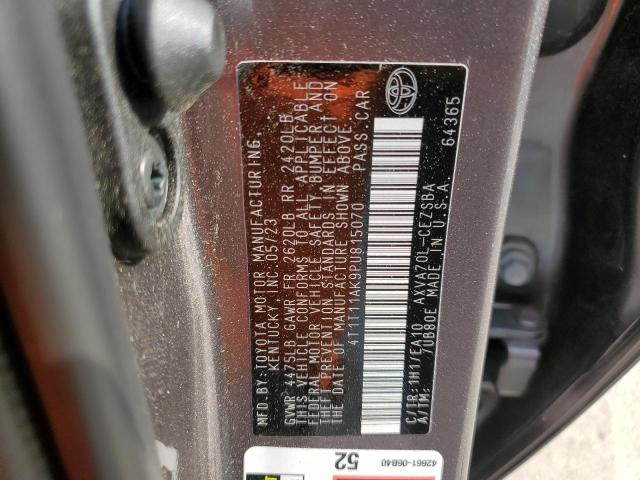 MFD.BY:TOYOTA MOTOR MANUFACTURING,
KENTUCKY, INC.05/23
GVWR 4475LB GAWR FR 2620LB RR 2420LB
THIS VEHICLE CONFORMS TO ALL APPLICABLE
FEDERAL MOTOR VEHICLE SAFETY, BUMPER AND
THEFT PREVENTION STANDARDS IN EFFECT ON
THE DATE OF MANUFACTURE SHOWN ABOVE.
4T1T11AK9PU815070 PASS.CAR
C/TR:1H1/EA10 AXVA70L-CEZSBA
A/TM: 7UB80E MADE IN U.S.A. 64365
42661-06B40
52